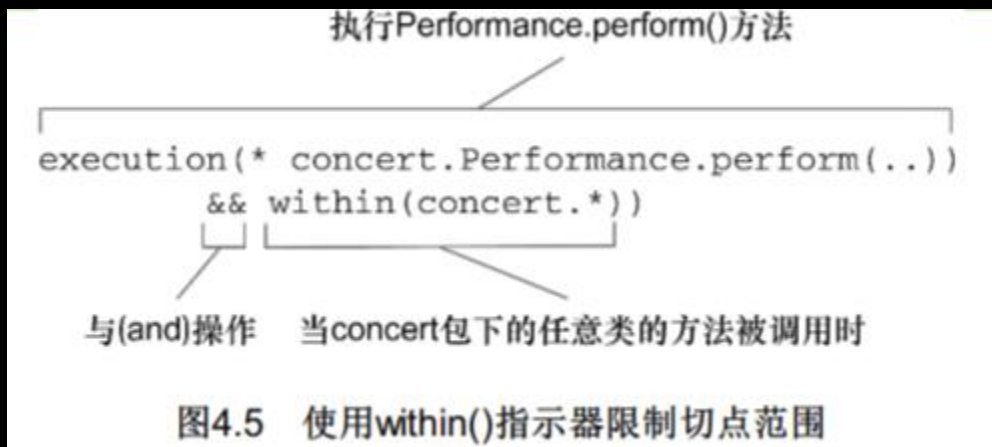 执行Performance.perform()方法
execution(* concert.Performance.perform(..))
&& within(concert.*))
与(and)操作 当concert包下的任意类的方法被调用时
图4.5 使用within()指示器限制切点范围